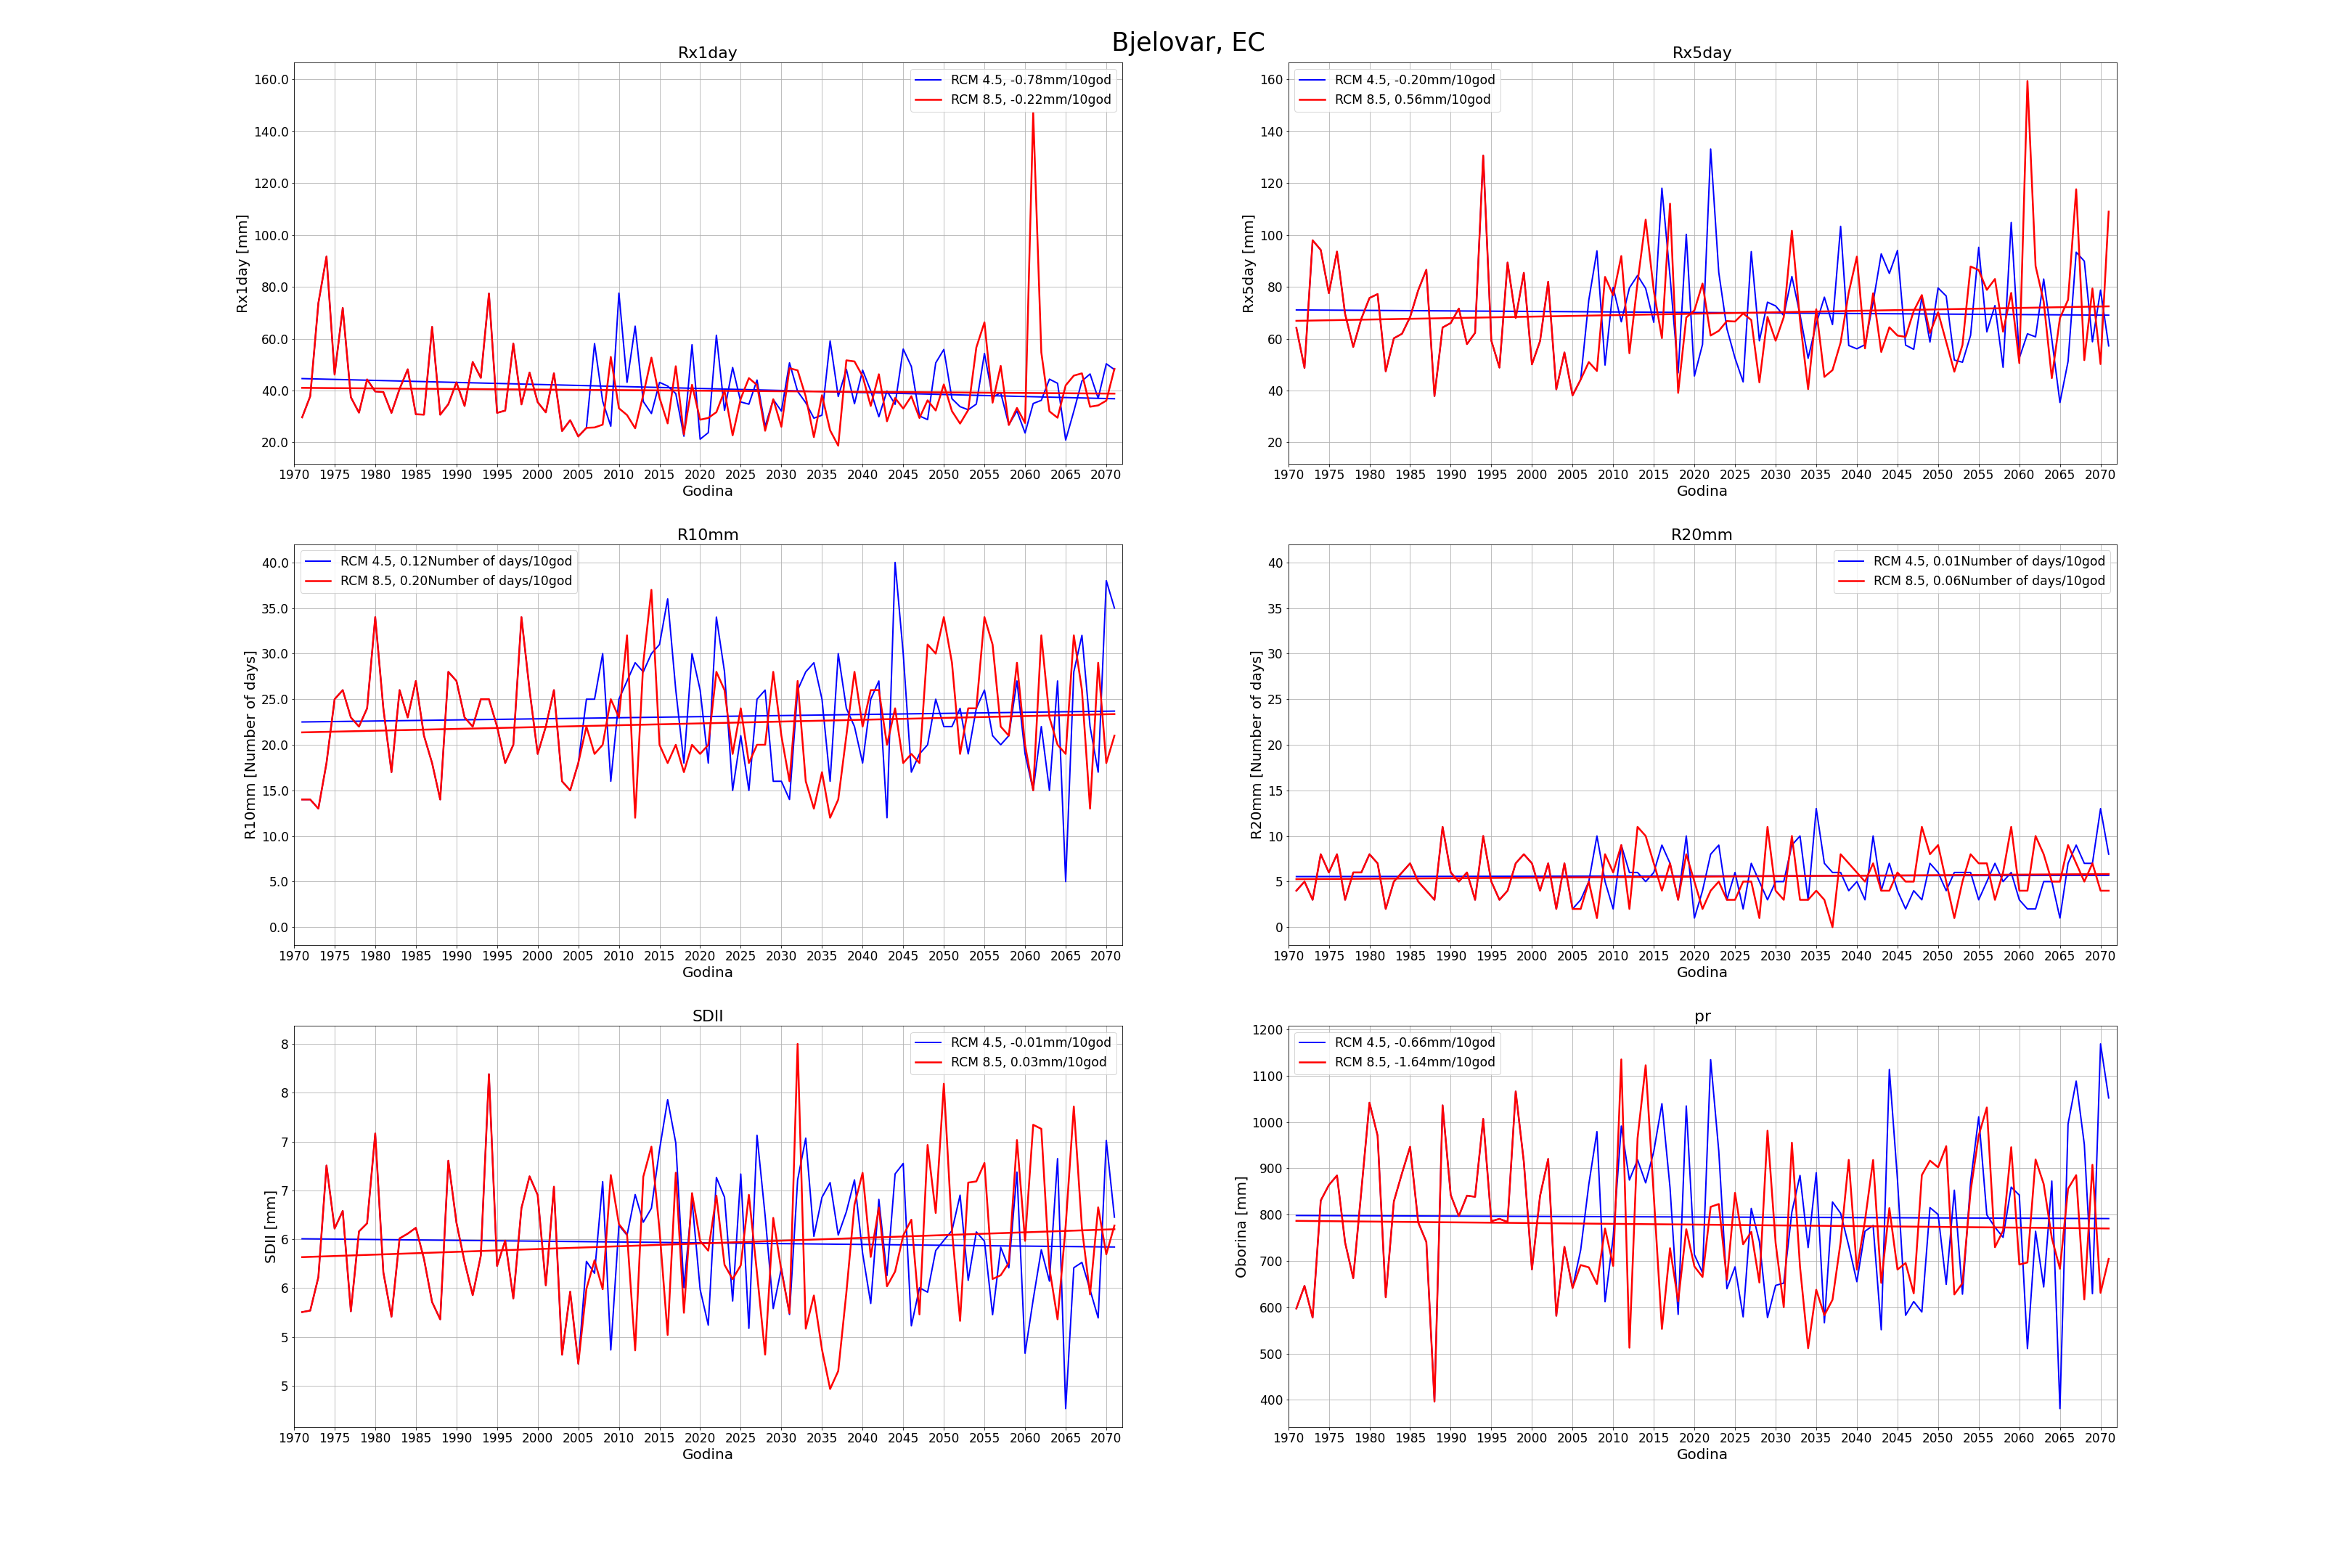 Bjelovar, EC
Rx1day
RCM 4.5, -0.78mm/10god
RCM 8.5, -0.22mm/10god
Rx1day [mm]
160.0
140.0
120.0
100.0
80.0
60.0
40.0
20.0
1970 1975 1980 1985 1990 1995 2000 2005 2010 2015 2020 2025 2030 2035 2040 2045 2050 2055 2060 2065 2070
Godina
Rx5day
RCM 4.5, -0.20mm/10god
RCM 8.5, 0.56mm/10god
Rx5day [mm]
160
140
120
100
80
60
40
20
1970 1975 1980 1985 1990 1995 2000 2005 2010 2015 2020 2025 2030 2035 2040 2045 2050 2055 2060 2065 2070
Godina
R10mm
RCM 4.5, 0.12Number of days/10god
RCM 8.5, 0.20Number of days/10god
R10mm [Number of days]
40.0
35.0
30.0
25.0
20.0
15.0
10.0
5.0
0.0
1970 1975 1980 1985 1990 1995 2000 2005 2010 2015 2020 2025 2030 2035 2040 2045 2050 2055 2060 2065 2070
Godina
R20mm
RCM 4.5, 0.01Number of days/10god
RCM 8.5, 0.06Number of days/10god
R20mm [Number of days]
40
35
30
25
20
15
10
5
0
1970 1975 1980 1985 1990 1995 2000 2005 2010 2015 2020 2025 2030 2035 2040 2045 2050 2055 2060 2065 2070
Godina
SDII
RCM 4.5, -0.01mm/10god
RCM 8.5, 0.03mm/10god
SDII [mm]
8
8
7
7
6
6
5
5
1970 1975 1980 1985 1990 1995 2000 2005 2010 2015 2020 2025 2030 2035 2040 2045 2050 2055 2060 2065 2070
Godina
pr
RCM 4.5, -0.66mm/10god
RCM 8.5, -1.64mm/10god
Oborina [mm]
1200
1100
1000
900
800
700
600
500
400
1970 1975 1980 1985 1990 1995 2000 2005 2010 2015 2020 2025 2030 2035 2040 2045 2050 2055 2060 2065 2070
Godina